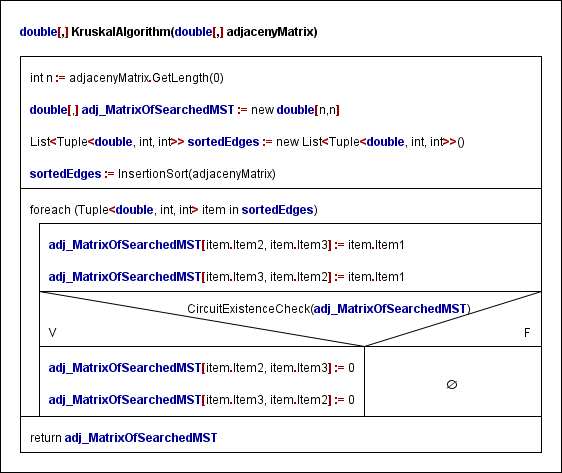 double[,] KruskalAlgorithm(double[,] adjacenyMatrix)
int n := adjacenyMatrix.GetLength(0)
double[,] adj_MatrixOfSearchedMST := new double[n,n]
List<Tuple<double, int, int>> sortedEdges := new List<Tuple<double, int, int>>()
sortedEdges := InsertionSort(adjacenyMatrix)
foreach (Tuple<double, int, int> item in sortedEdges)
adj_MatrixOfSearchedMST[item.Item2, item.Item3] := item.Item1
adj_MatrixOfSearchedMST[item.Item3, item.Item2] := item.Item1
CircuitExistenceCheck(adj_MatrixOfSearchedMST)
V F
adj_MatrixOfSearchedMST[item.Item2, item.Item3] := 0
∅
adj_MatrixOfSearchedMST[item.Item3, item.Item2] := 0
return adj_MatrixOfSearchedMST